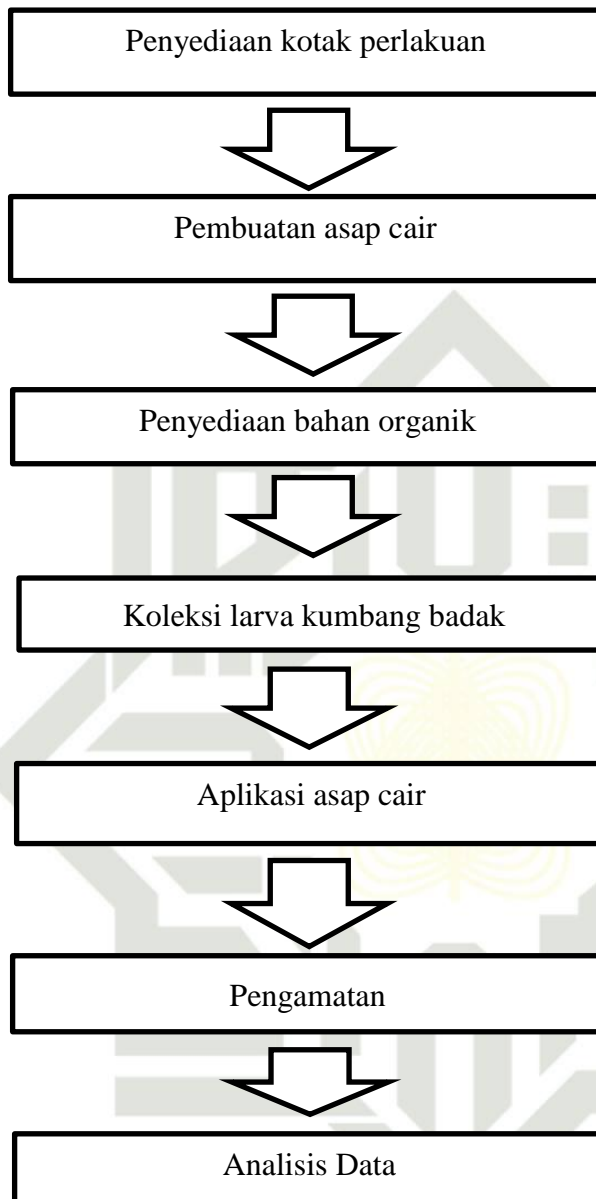 Penyediaan kotak perlakuan
Pembuatan asap cair
Penyediaan bahan organik
Koleksi larva kumbang badak
Aplikasi asap cair
Pengamatan
Analisis Data